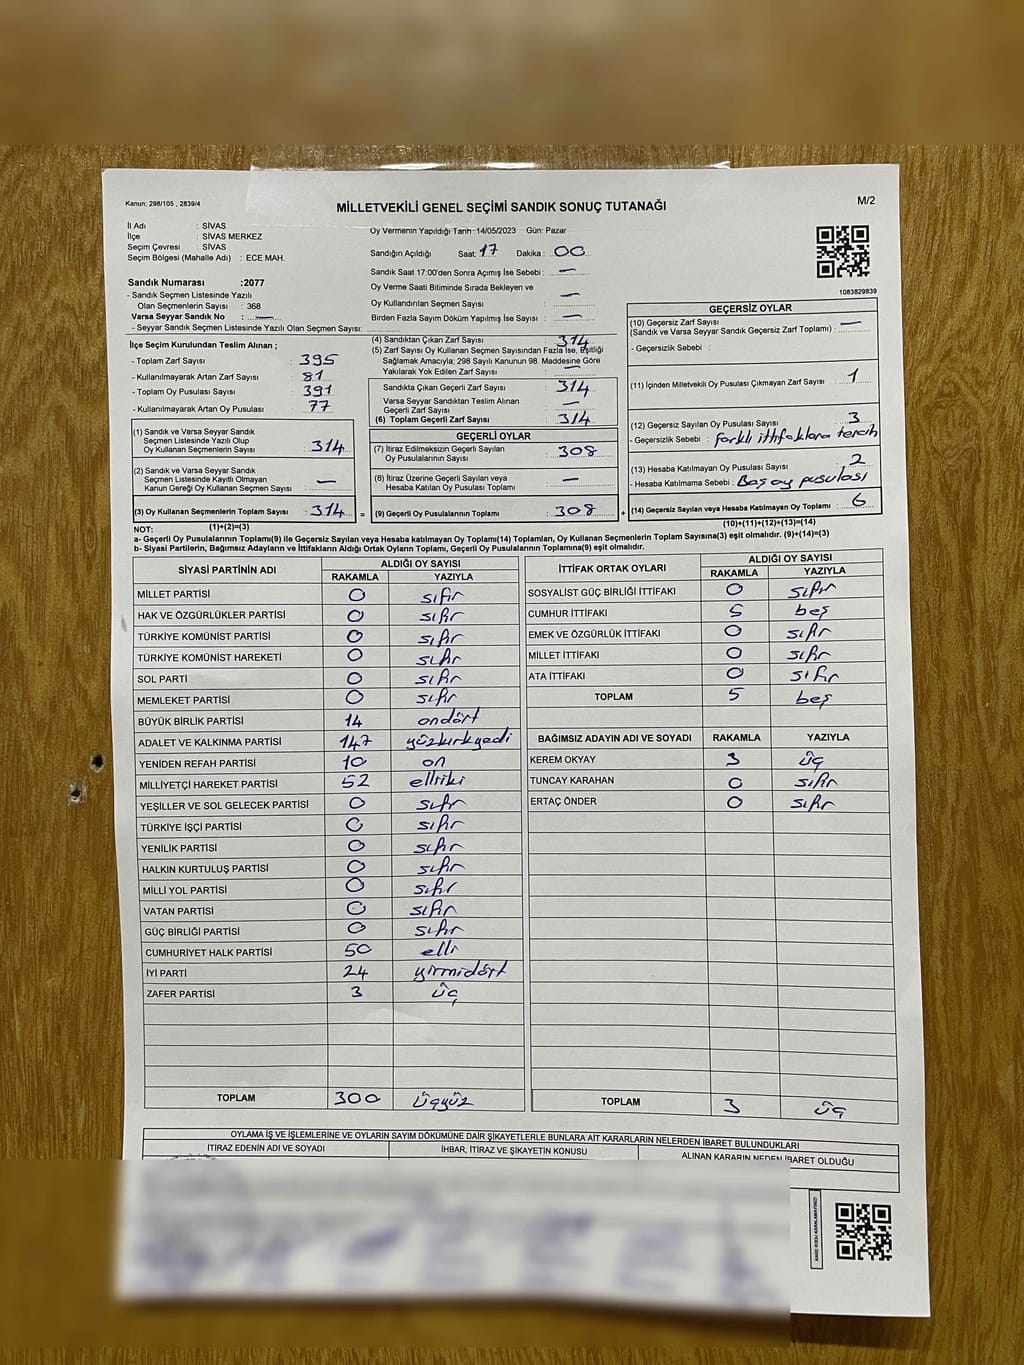 Kanun; 298/105 , 2839/4
M/2
MİLLETVEKİLİ GENEL SEÇİMİ SANDIK SONUÇ TUTANAĞI
İl Adı : SİVAS
İlçe : SİVAS MERKEZ
Seçim Çevresi : SİVAS
Seçim Bölgesi (Mahalle Adı) : ECE MAH.
Sandık Numarası :2077
- Sandık Seçmen Listesinde Yazılı
Olan Seçmenlerin Sayısı : 368
Varsa Seyyar Sandık No : —
- Seyyar Sandık Seçmen Listesinde Yazılı Olan Seçmen Sayısı:
Oy Vermenin Yapıldığı Tarih :14/05/2023 Gün: Pazar
Sandığın Açıldığı Saat: 17 Dakika : 00
Sandık Saat 17:00'den Sonra Açımış İse Sebebi : —
Oy Verme Saati Bitiminde Sırada Bekleyen ve
Oy Kullandırılan Seçmen Sayısı : —
Birden Fazla Sayım Döküm Yapılmış İse Sayısı : —
1083829839
İlçe Seçim Kurulundan Teslim Alınan ;
- Toplam Zarf Sayısı : 395
- Kullanılmayarak Artan Zarf Sayısı : 81
- Toplam Oy Pusulası Sayısı : 391
- Kullanılmayarak Artan Oy Pusulası : 77
(1) Sandık ve Varsa Seyyar Sandık
Seçmen Listesinde Yazılı Olup
Oy Kullanan Seçmenlerin Sayısı : 314
(2) Sandık ve Varsa Seyyar Sandık
Seçmen Listesinde Kayıtlı Olmayan
Kanun Gereği Oy Kullanan Seçmen Sayısı : —
(3) Oy Kullanan Seçmenlerin Toplam Sayısı : 314
(1)+(2)=(3)
(4) Sandıktan Çıkan Zarf Sayısı : 314
(5) Zarf Sayısı Oy Kullanan Seçmen Sayısından Fazla İse, Eşitliği
Sağlamak Amacıyla; 298 Sayılı Kanunun 98. Maddesine Göre
Yakılarak Yok Edilen Zarf Sayısı : —
Sandıkta Çıkan Geçerli Zarf Sayısı : 314
Varsa Seyyar Sandıktan Teslim Alınan
Geçerli Zarf Sayısı : —
(6) Toplam Geçerli Zarf Sayısı : 314
GEÇERLİ OYLAR
(7) İtiraz Edilmeksizin Geçerli Sayılan
Oy Pusulalarının Sayısı : 308
(8) İtiraz Üzerine Geçerli Sayılan veya
Hesaba Katılan Oy Pusulası Toplamı : —
= (9) Geçerli Oy Pusulalarının Toplamı : 308
GEÇERSİZ OYLAR
(10) Geçersiz Zarf Sayısı
(Sandık ve Varsa Seyyar Sandık Geçersiz Zarf Toplamı) : —
- Geçersizlik Sebebi :
(11) İçinden Milletvekili Oy Pusulası Çıkmayan Zarf Sayısı : 1
(12) Geçersiz Sayılan Oy Pusulası Sayısı : 3
- Geçersizlik Sebebi : farklı ittifaklara tercih
(13) Hesaba Katılmayan Oy Pusulası Sayısı : 2
- Hesaba Katılmama Sebebi : Boş oy pusulası
+ (14) Geçersiz Sayılan veya Hesaba Katılmayan Oy Toplamı : 6
(10)+(11)+(12)+(13)=(14)
NOT:
a- Geçerli Oy Pusulalarının Toplamı(9) ile Geçersiz Sayılan veya Hesaba katılmayan Oy Toplamı(14) Toplamları, Oy Kullanan Seçmenlerin Toplam Sayısına(3) eşit olmalıdır. (9)+(14)=(3)
b- Siyasi Partilerin, Bağımsız Adayların ve İttifakların Aldığı Ortak Oyların Toplamı, Geçerli Oy Pusulalarının Toplamına(9) eşit olmalıdır.
SİYASİ PARTİNİN ADI ALDIĞI OY SAYISI
RAKAMLA YAZIYLA
MİLLET PARTİSİ 0 sıfır
HAK VE ÖZGÜRLÜKLER PARTİSİ 0 sıfır
TÜRKİYE KOMÜNİST PARTİSİ 0 sıfır
TÜRKİYE KOMÜNİST HAREKETİ 0 sıfır
SOL PARTİ 0 sıfır
MEMLEKET PARTİSİ 0 sıfır
BÜYÜK BİRLİK PARTİSİ 14 ondört
ADALET VE KALKINMA PARTİSİ 147 yüzkırkyedi
YENİDEN REFAH PARTİSİ 10 on
MİLLİYETÇİ HAREKET PARTİSİ 52 elliiki
YEŞİLLER VE SOL GELECEK PARTİSİ 0 sıfır
TÜRKİYE İŞÇİ PARTİSİ 0 sıfır
YENİLİK PARTİSİ 0 sıfır
HALKIN KURTULUŞ PARTİSİ 0 sıfır
MİLLİ YOL PARTİSİ 0 sıfır
VATAN PARTİSİ 0 sıfır
GÜÇ BİRLİĞİ PARTİSİ 0 sıfır
CUMHURİYET HALK PARTİSİ 50 elli
İYİ PARTİ 24 yirmidört
ZAFER PARTİSİ 3 üç
TOPLAM 300 üçyüz
İTTİFAK ORTAK OYLARI ALDIĞI OY SAYISI
RAKAMLA YAZIYLA
SOSYALİST GÜÇ BİRLİĞİ İTTİFAKI 0 sıfır
CUMHUR İTTİFAKI 5 beş
EMEK VE ÖZGÜRLÜK İTTİFAKI 0 sıfır
MİLLET İTTİFAKI 0 sıfır
ATA İTTİFAKI 0 sıfır
TOPLAM 5 beş
BAĞIMSIZ ADAYIN ADI VE SOYADI RAKAMLA YAZIYLA
KEREM OKYAY 3 üç
TUNCAY KARAHAN 0 sıfır
ERTAÇ ÖNDER 0 sıfır
TOPLAM 3 üç
OYLAMA İŞ VE İŞLEMLERİNE VE OYLARIN SAYIM DÖKÜMÜNE DAİR ŞİKAYETLERLE BUNLARA AİT KARARLARIN NELERDEN İBARET BULUNDUKLARI
İTİRAZ EDENİN ADI VE SOYADI İHBAR, İTİRAZ VE ŞİKAYETİN KONUSU ALINAN KARARIN NEDEN İBARET OLDUĞU